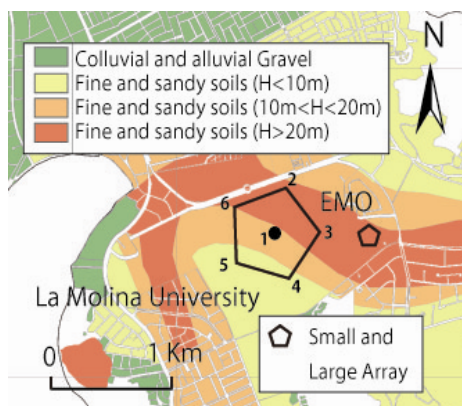 Colluvial and alluvial Gravel
Fine and sandy soils (H<10m)
Fine and sandy soils (10m<H<20m)
Fine and sandy soils (H>20m)
N
2
6
EMO
1
3
5
4
La Molina University
0 1 Km
Small and
Large Array